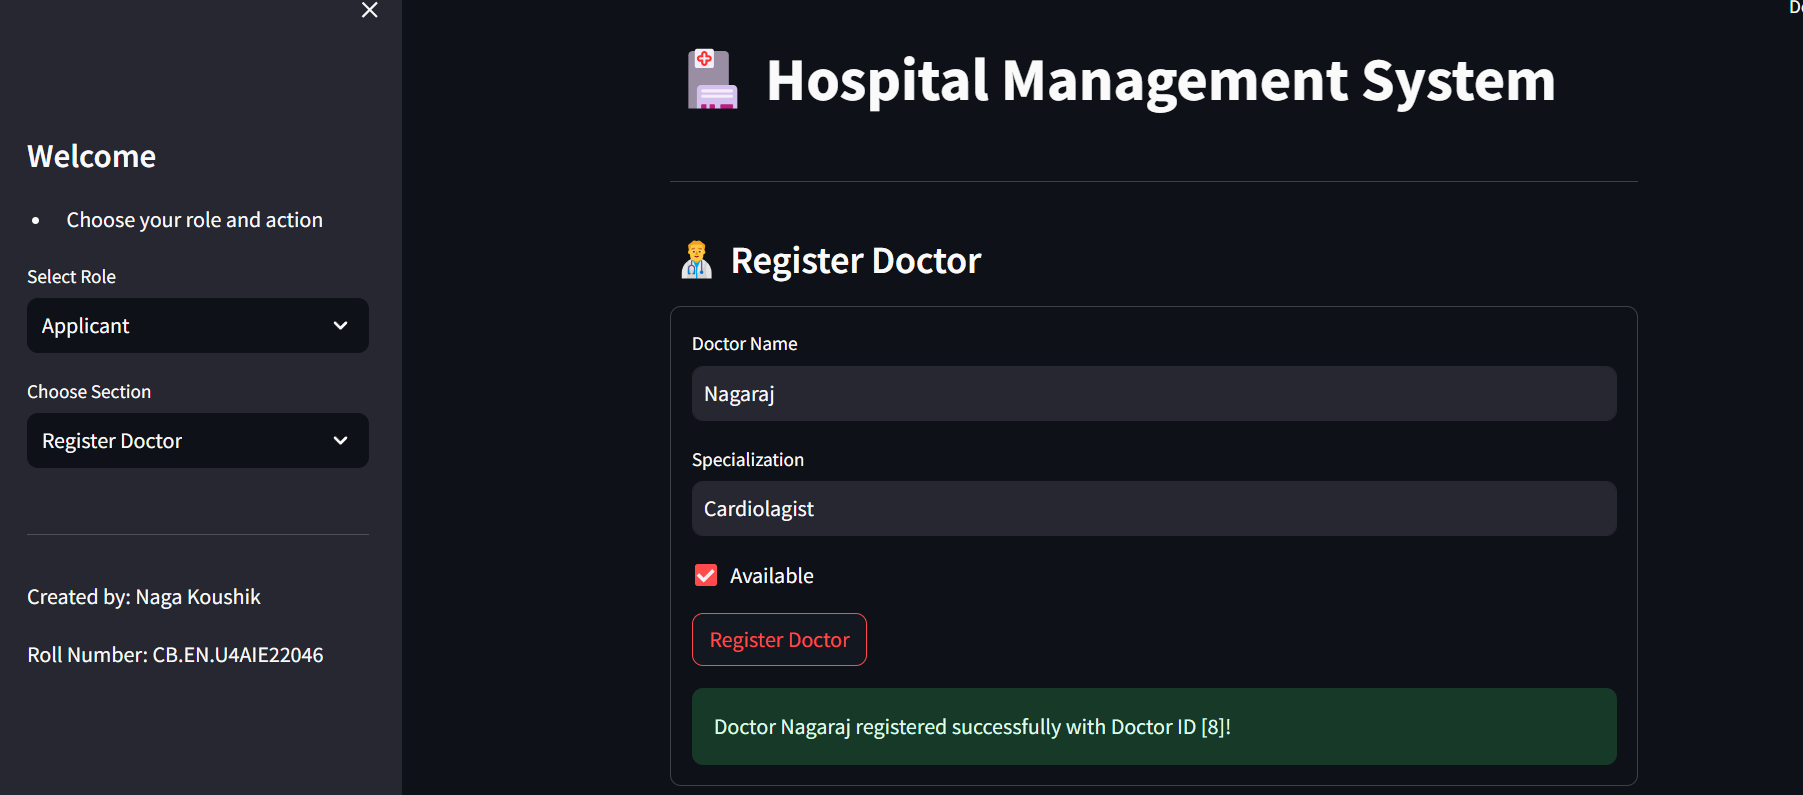 Hospital Management System
Welcome
Choose your role and action
Select Role
Applicant
Choose Section
Register Doctor
Created by: Naga Koushik
Roll Number: CB.EN.U4AIE22046
Register Doctor
Doctor Name
Nagaraj
Specialization
Cardiolagist
Available
Register Doctor
Doctor Nagaraj registered successfully with Doctor ID [8]!